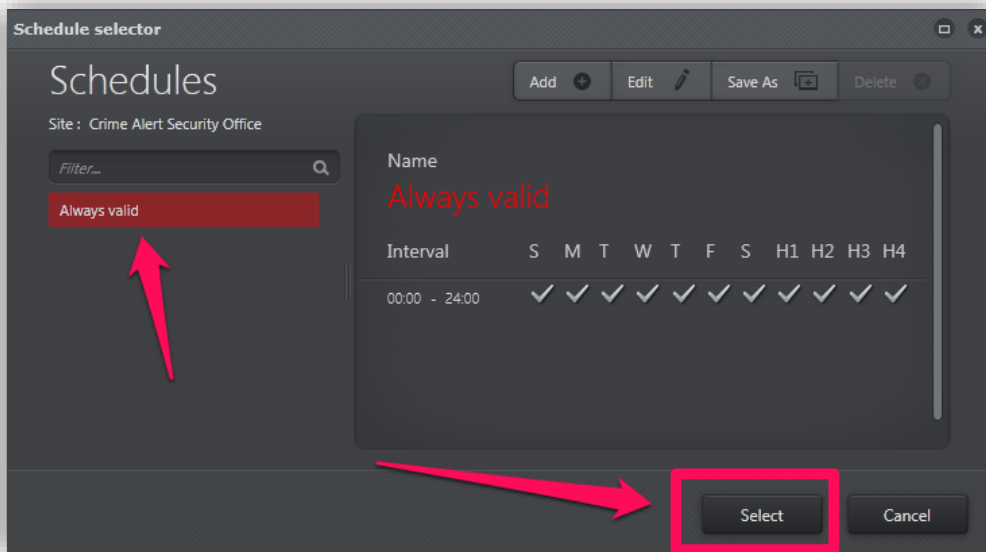 Schedule selector
Schedules
Add Edit Save As Delete
Site : Crime Alert Security Office
Filter...
Always valid
Name
Always valid
Interval S M T W T F S H1 H2 H3 H4
00:00 - 24:00
Select Cancel